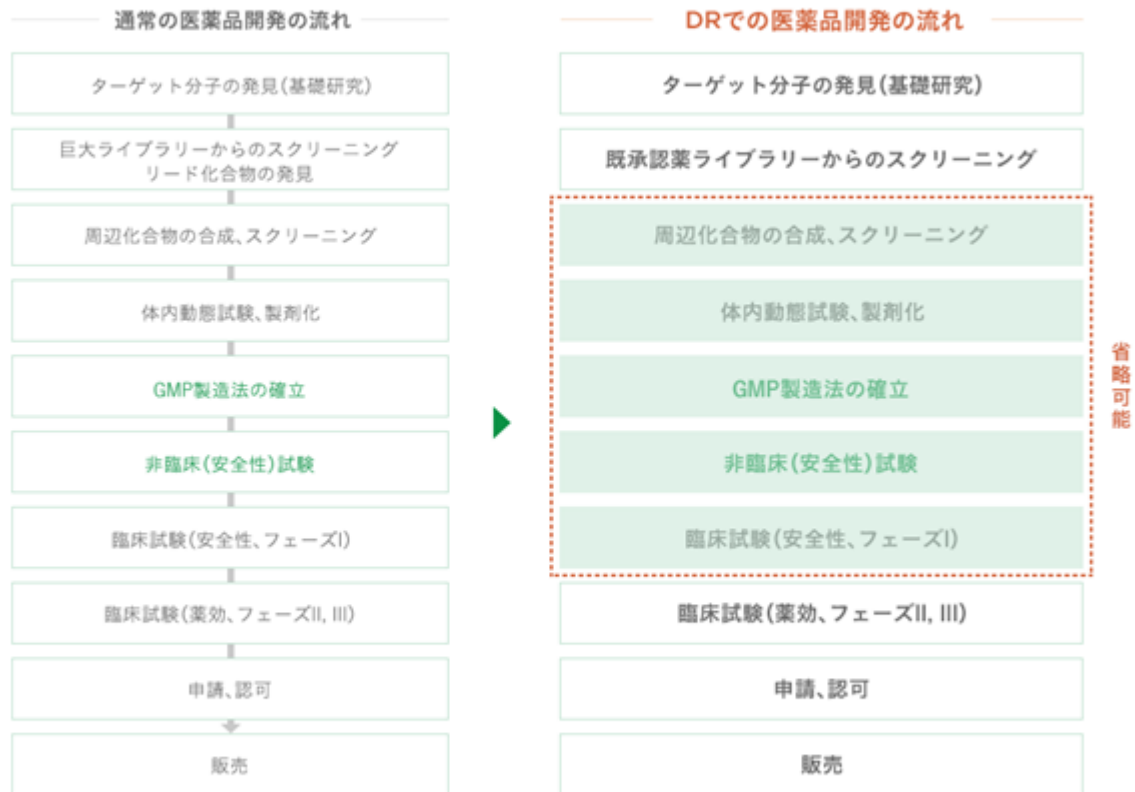 通常の医薬品開発の流れ
ターゲット分子の発見(基礎研究)
巨大ライブラリーからのスクリーニング
リード化合物の発見
周辺化合物の合成、スクリーニング
体内動態試験、製剤化
GMP製造法の確立
非臨床(安全性)試験
臨床試験(安全性、フェーズI)
臨床試験(薬効、フェーズII, III)
申請、認可
販売
DRでの医薬品開発の流れ
ターゲット分子の発見(基礎研究)
既承認薬ライブラリーからのスクリーニング
周辺化合物の合成、スクリーニング
体内動態試験、製剤化
GMP製造法の確立
非臨床(安全性)試験
臨床試験(安全性、フェーズI)
臨床試験(薬効、フェーズII, III)
申請、認可
販売
省略可能